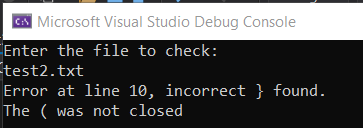 Microsoft Visual Studio Debug Console
Enter the file to check:
test2.txt
Error at line 10, incorrect } found.
The ( was not closed